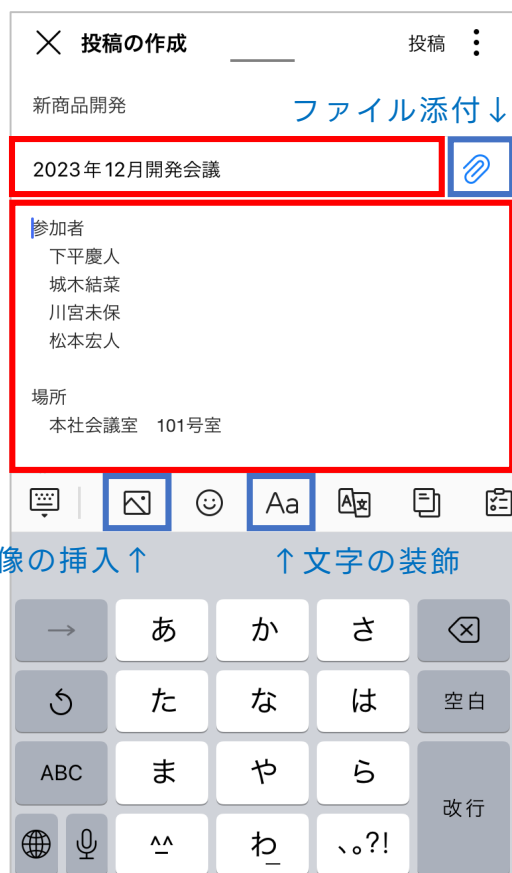 投稿の作成 投稿
新商品開発
ファイル添付↓
2023年12月開発会議
参加者
下平慶人
城木結菜
川宮未保
松本宏人
場所
本社会議室 101号室
Aa
像の挿入↑ ↑文字の装飾
→ あ か さ
た な は 空白
ABC ま や ら
改行
^^ わ 、。?!